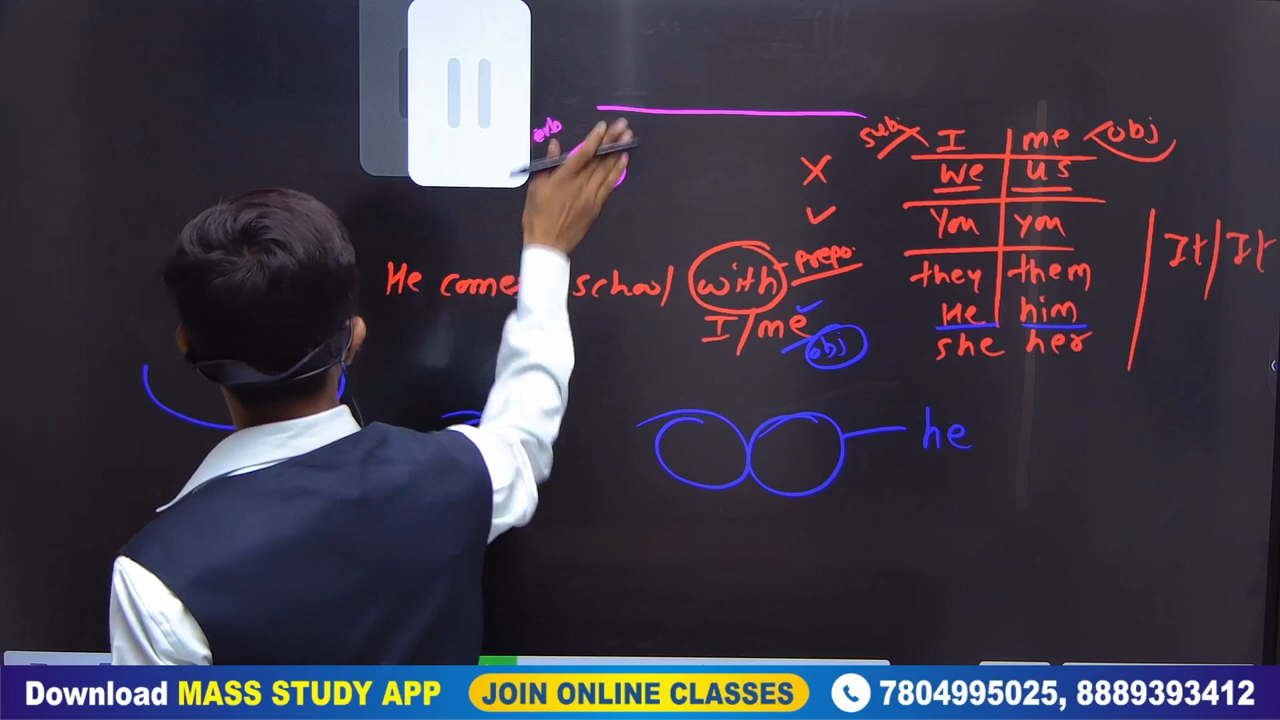 sub. I me obj
we us
You you
It It
they them
He come school with prepo.
He him
I/me
obj
she her
he
Download MASS STUDY APP JOIN ONLINE CLASSES 7804995025, 8889393412